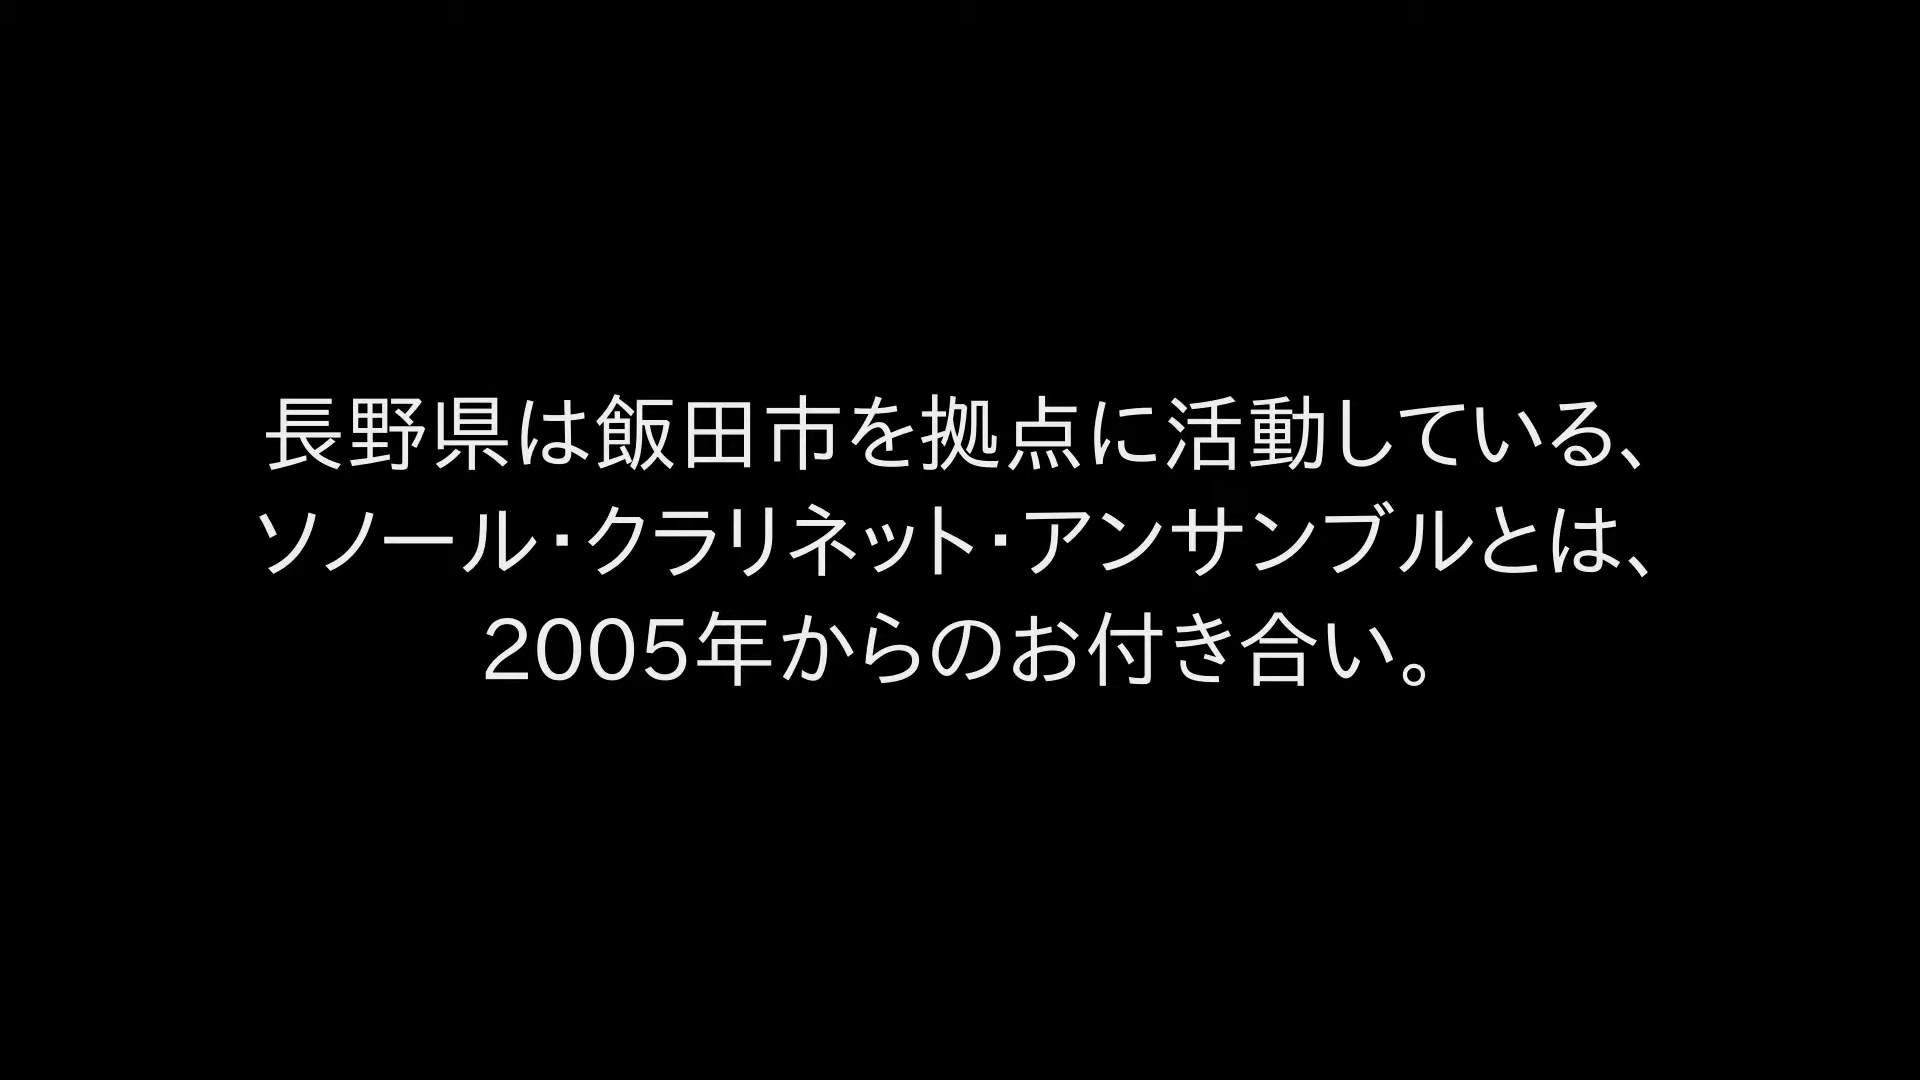 長野県は飯田市を拠点に活動している、
ソノール・クラリネット・アンサンブルとは、
2005年からのお付き合い。